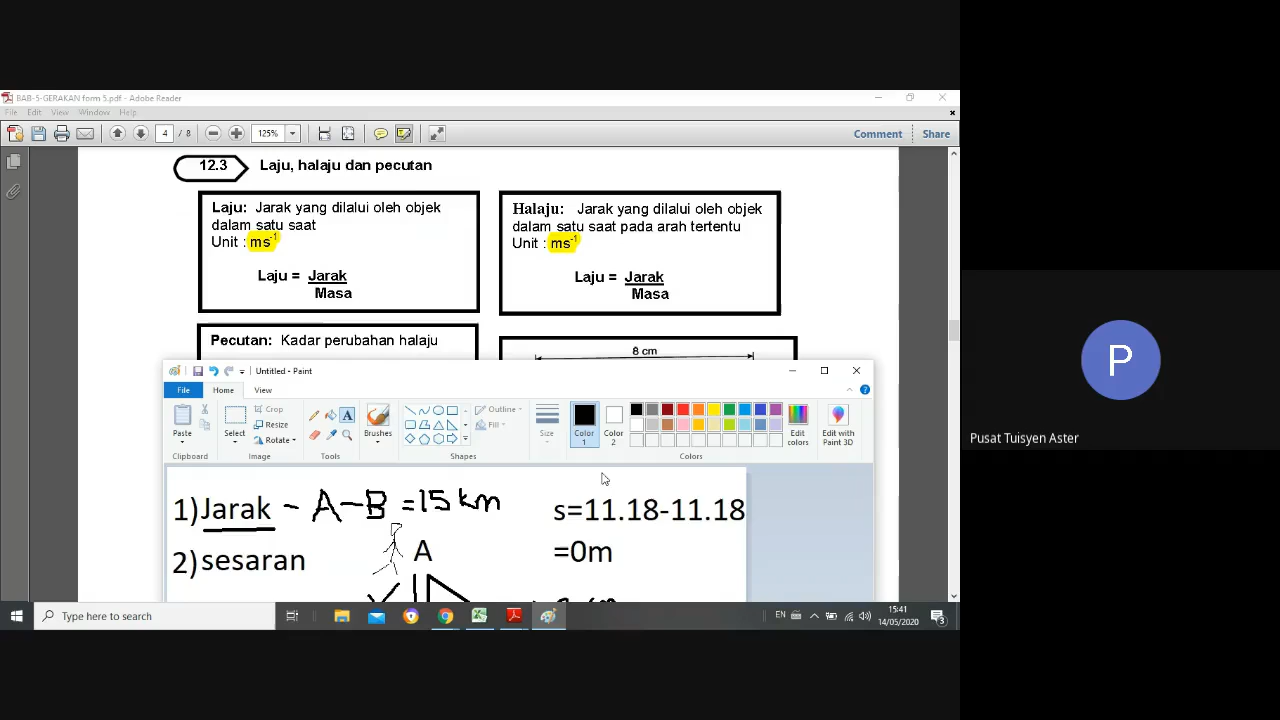 BAB-5-GERAKAN form 5.pdf - Adobe Reader
File Edit View Window Help
4 / 8 125% Comment Share
12.3 Laju, halaju dan pecutan
Laju: Jarak yang dilalui oleh objek
dalam satu saat
Unit : ms-1
Laju = Jarak
Masa
Halaju: Jarak yang dilalui oleh objek
dalam satu saat pada arah tertentu
Unit : ms-1
Laju = Jarak
Masa
Pecutan: Kadar perubahan halaju
8 cm
Untitled - Paint
File Home View
Paste
Clipboard
Select
Crop
Resize
Rotate
Image
Tools
Brushes
Shapes
Outline
Fill
Size
Color
1
Color
2
Edit
colors
Edit with
Paint 3D
Colors
1) Jarak - A-B = 15 km
2) sesaran
A
s=11.18-11.18
=0m
Type here to search
EN
15:41
14/05/2020
3
P
Pusat Tuisyen Aster